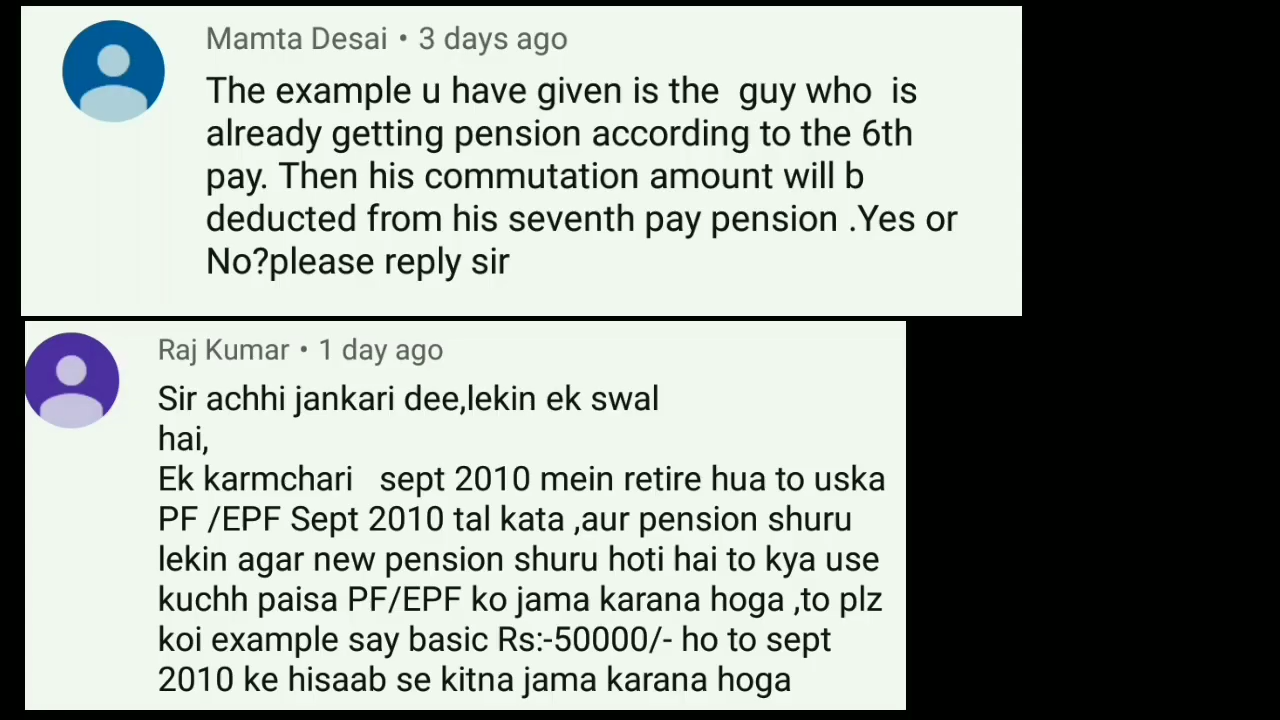 Mamta Desai • 3 days ago
The example u have given is the  guy who  is
already getting pension according to the 6th
pay. Then his commutation amount will b
deducted from his seventh pay pension .Yes or
No?please reply sir
Raj Kumar • 1 day ago
Sir achhi jankari dee,lekin ek swal
hai,
Ek karmchari   sept 2010 mein retire hua to uska
PF /EPF Sept 2010 tal kata ,aur pension shuru
lekin agar new pension shuru hoti hai to kya use
kuchh paisa PF/EPF ko jama karana hoga ,to plz
koi example say basic Rs:-50000/- ho to sept
2010 ke hisaab se kitna jama karana hoga